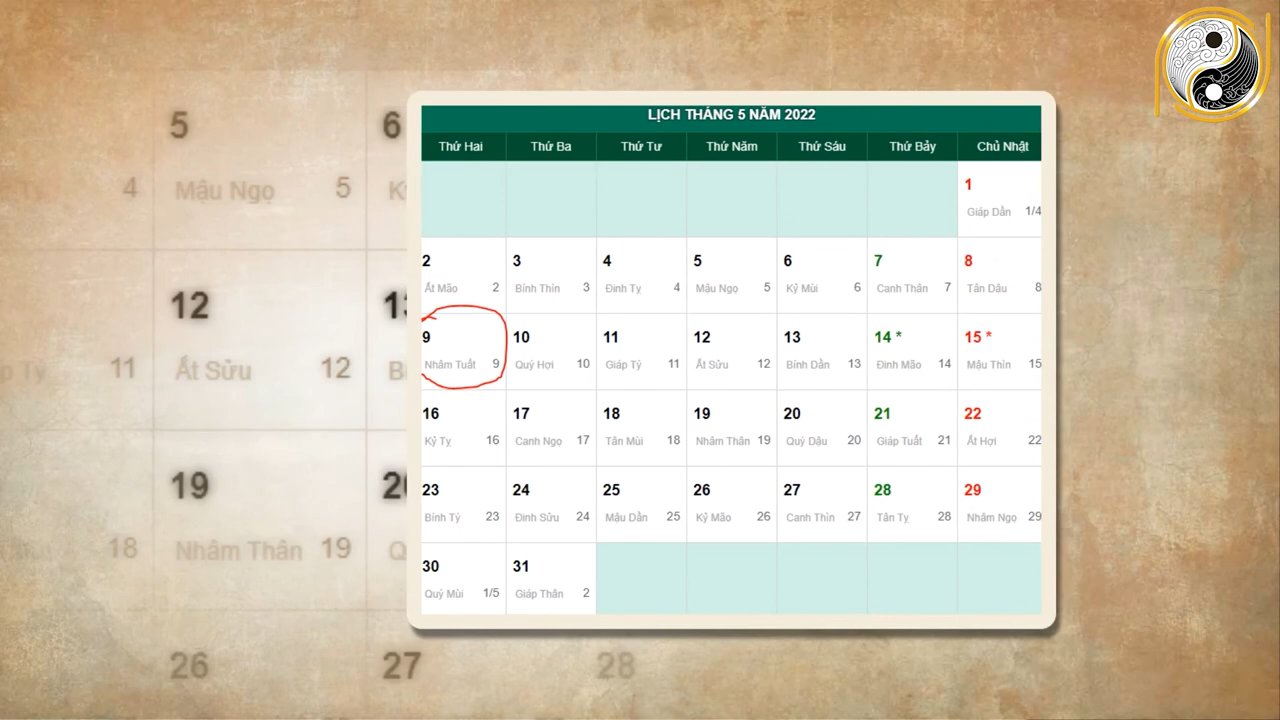 LỊCH THÁNG 5 NĂM 2022
Thứ Hai Thứ Ba Thứ Tư Thứ Năm Thứ Sáu Thứ Bảy Chủ Nhật
1
Giáp Dần 1/4
2 3 4 5 6 7 8
Ất Mão 2 Bính Thìn 3 Đinh Tỵ 4 Mậu Ngọ 5 Kỷ Mùi 6 Canh Thân 7 Tân Dậu 8
9 10 11 12 13 14 * 15 *
Nhâm Tuất 9 Quý Hợi 10 Giáp Tý 11 Ất Sửu 12 Bính Dần 13 Đinh Mão 14 Mậu Thìn 15
16 17 18 19 20 21 22
Kỷ Tỵ 16 Canh Ngọ 17 Tân Mùi 18 Nhâm Thân 19 Quý Dậu 20 Giáp Tuất 21 Ất Hợi 22
23 24 25 26 27 28 29
Bính Tý 23 Đinh Sửu 24 Mậu Dần 25 Kỷ Mão 26 Canh Thìn 27 Tân Tỵ 28 Nhâm Ngọ 29
30 31
Quý Mùi 1/5 Giáp Thân 2
5 6
4 Mậu Ngọ 5
12
11 Ất Sửu 12
19
18 Nhâm Thân 19
26 27 28